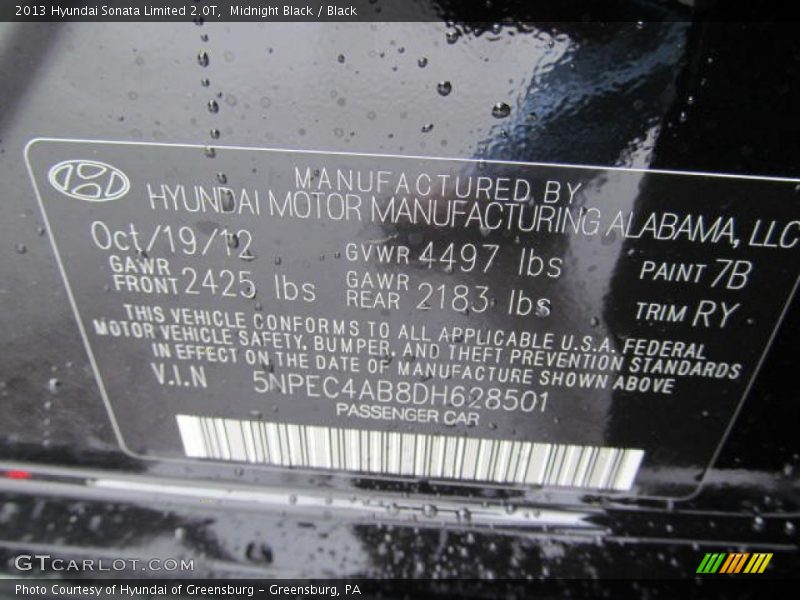 2013 Hyundai Sonata Limited 2.0T,  Midnight Black / Black
MANUFACTURED BY
HYUNDAI MOTOR MANUFACTURING ALABAMA, LLC
Oct/19/12 GVWR 4497 lbs PAINT 7B
GAWR FRONT 2425 lbs GAWR REAR 2183 lbs TRIM RY
THIS VEHICLE CONFORMS TO ALL APPLICABLE U.S.A. FEDERAL
MOTOR VEHICLE SAFETY, BUMPER, AND THEFT PREVENTION STANDARDS
IN EFFECT ON THE DATE OF MANUFACTURE SHOWN ABOVE
V.I.N 5NPEC4AB8DH628501
PASSENGER CAR
GTCARLOT.COM
Photo Courtesy of Hyundai of Greensburg - Greensburg, PA